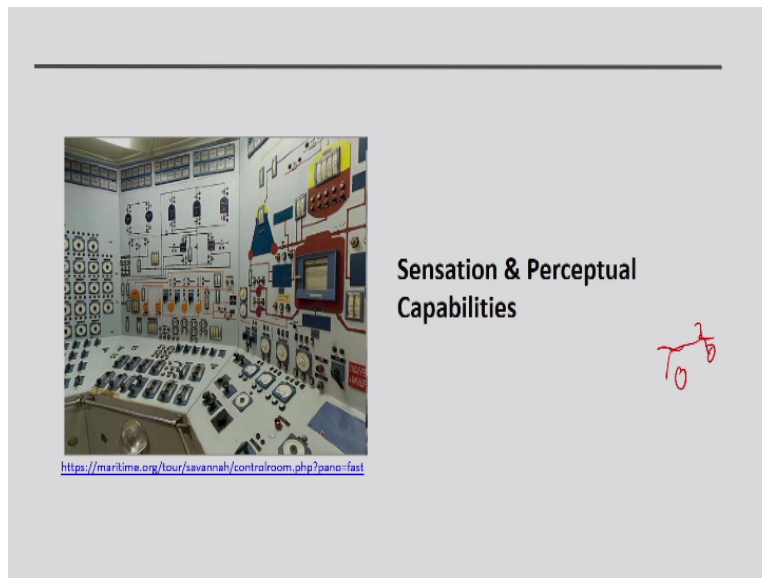 Sensation & Perceptual
Capabilities
https://maritime.org/tour/savannah/controlroom.php?pano=fast